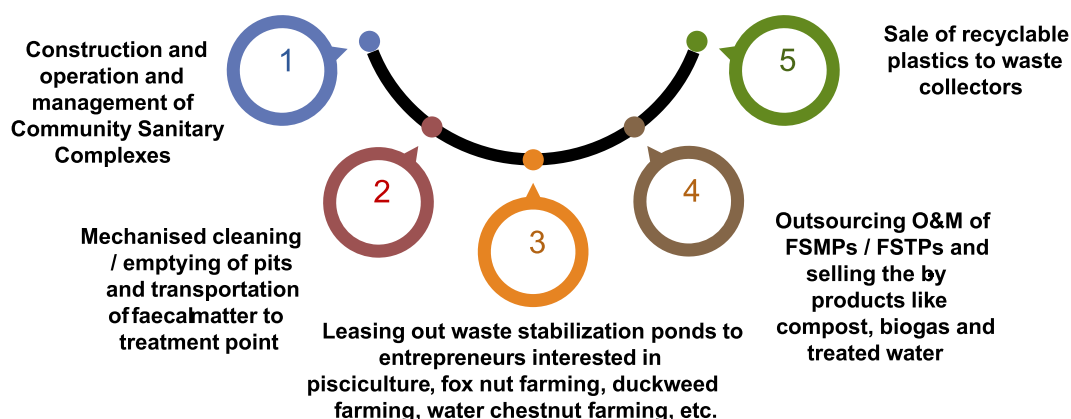 1
Construction and
operation and
management of
Community Sanitary
Complexes
2
Mechanised cleaning
/ emptying of pits
and transportation
of faecalmatter to
treatment point
3
Leasing out waste stabilization ponds to
entrepreneurs interested in
pisciculture, fox nut farming, duckweed
farming, water chestnut farming, etc.
4
Outsourcing O&M of
FSMPs / FSTPs and
selling the by
products like
compost, biogas and
treated water
5
Sale of recyclable
plastics to waste
collectors